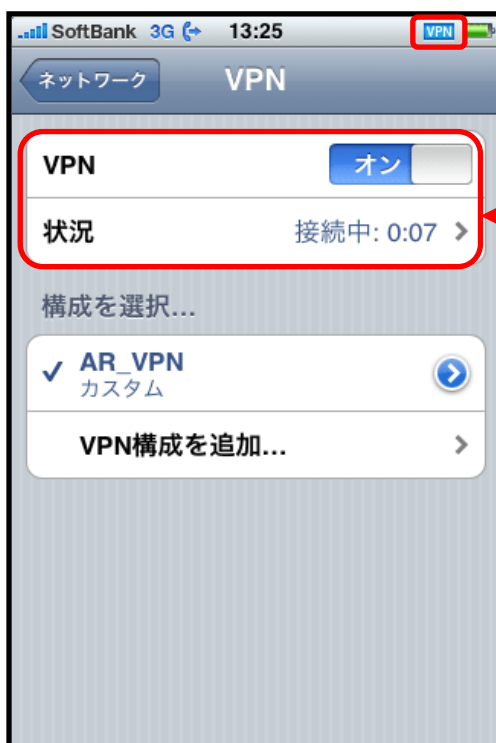 SoftBank 3G 13:25 VPN
ネットワーク VPN
VPN オン
状況 接続中: 0:07
構成を選択...
AR_VPN
カスタム
VPN構成を追加...